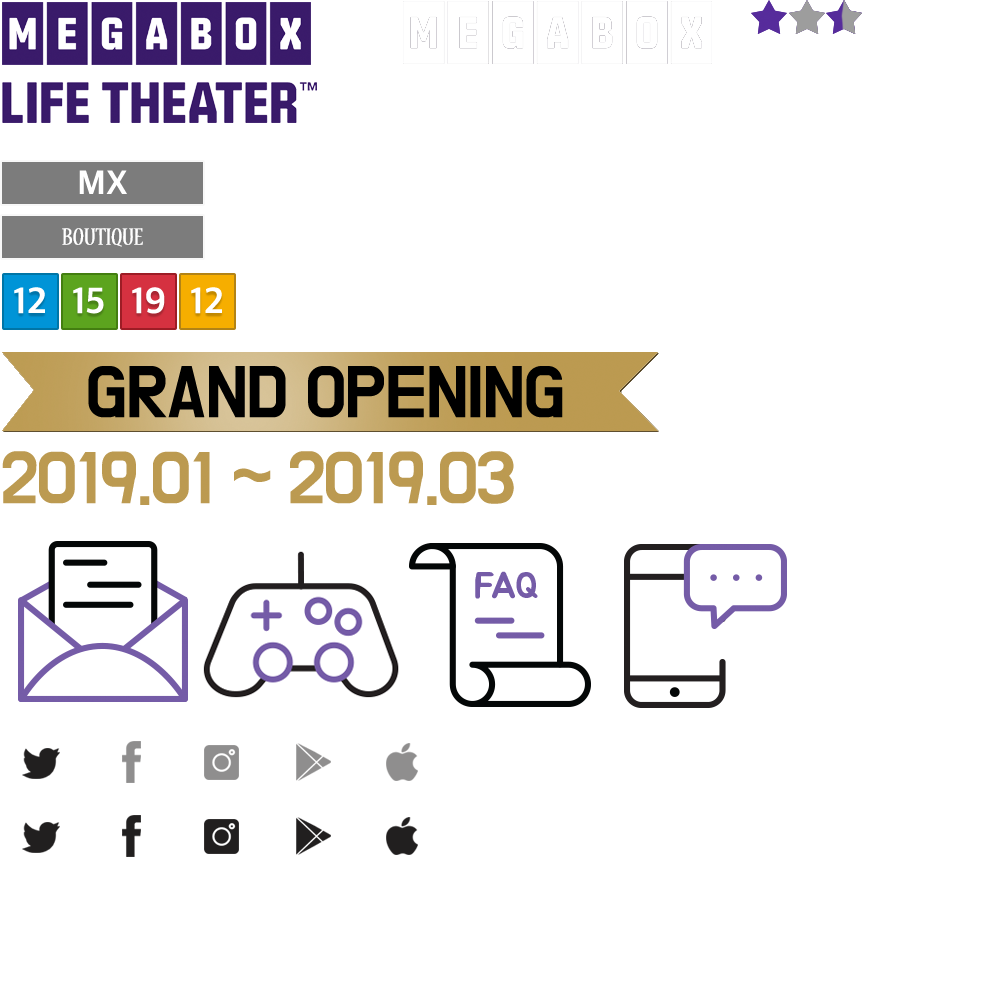 MEGABOX
MEGABOX
LIFE THEATER™
MX
BOUTIQUE
12 15 19 12
GRAND OPENING
2019.01 ~ 2019.03
FAQ